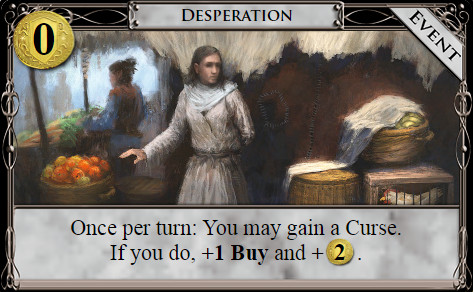 DESPERATION
0
EVENT
Once per turn: You may gain a Curse.
If you do, +1 Buy and +2.